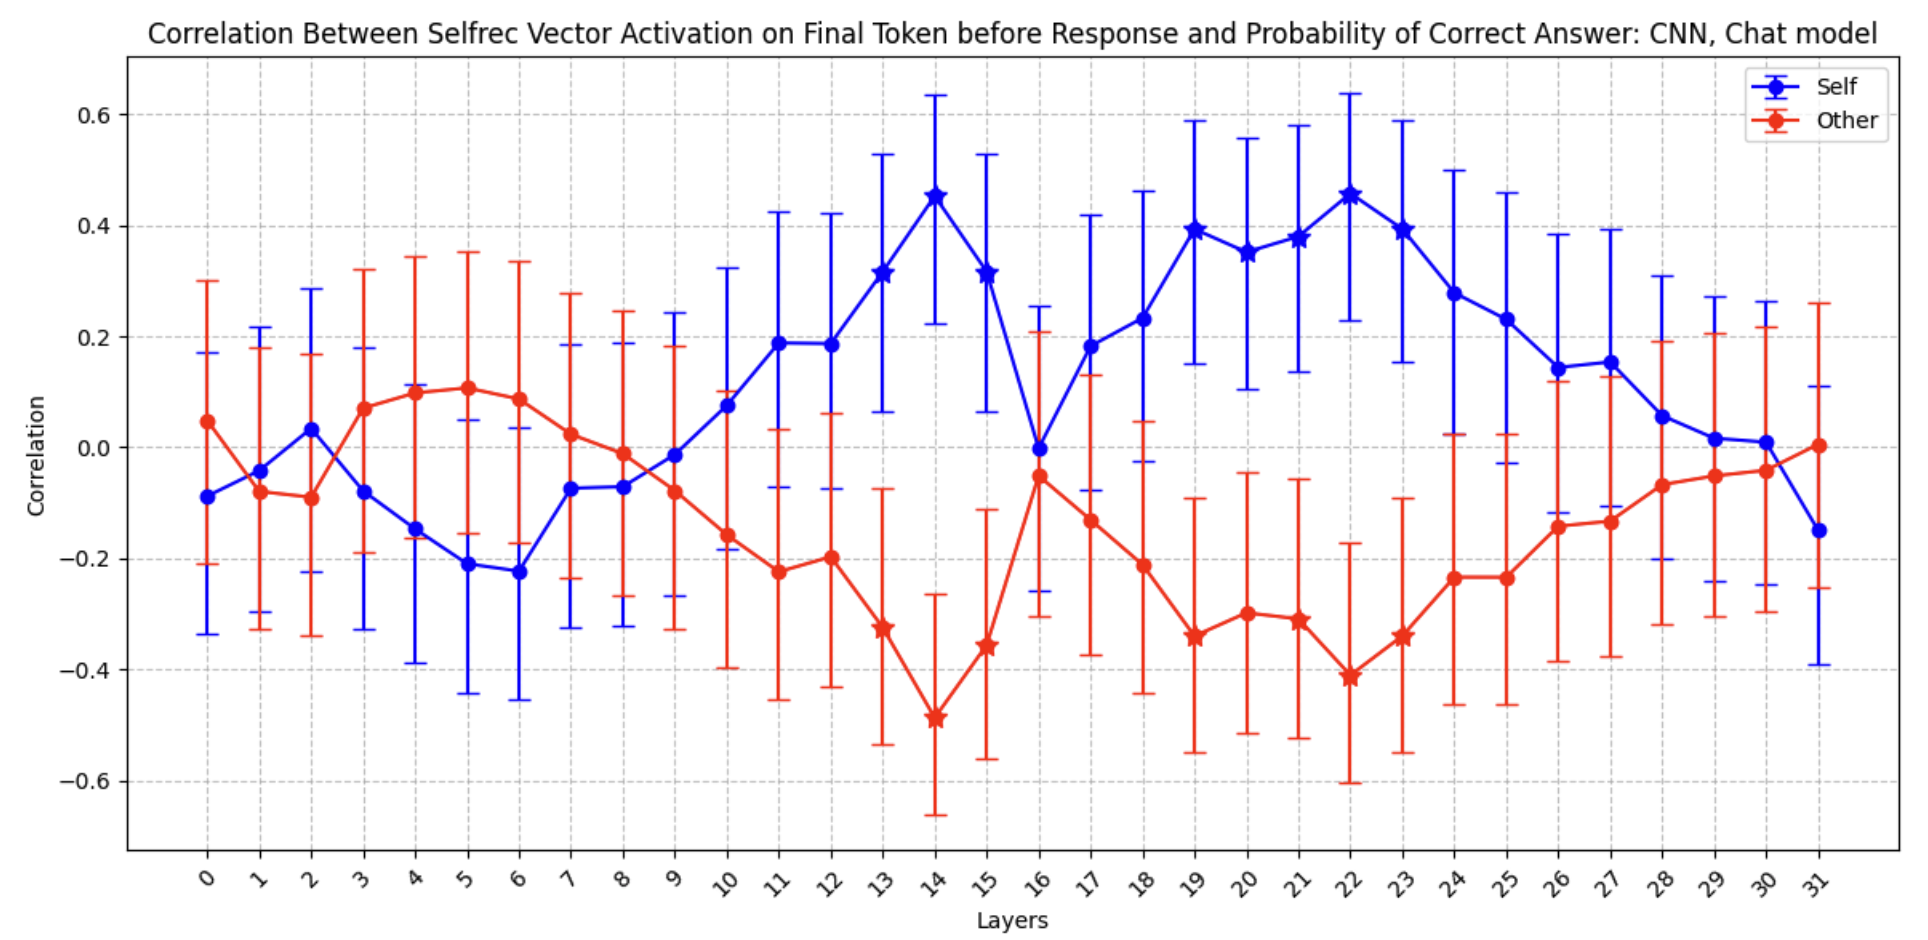 Correlation Between Selfrec Vector Activation on Final Token before Response and Probability of Correct Answer: CNN, Chat model
Self
Other
0.6
0.4
0.2
0.0
−0.2
−0.4
−0.6
Correlation
0 1 2 3 4 5 6 7 8 9 10 11 12 13 14 15 16 17 18 19 20 21 22 23 24 25 26 27 28 29 30 31
Layers